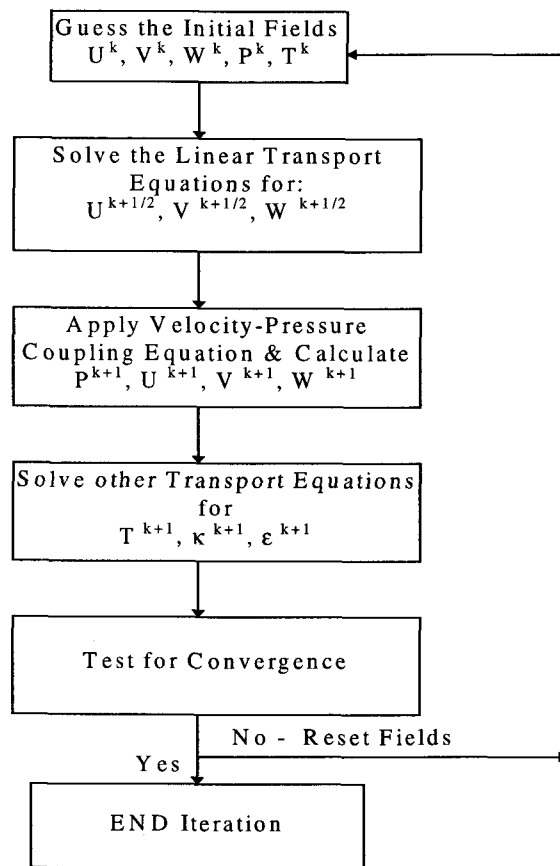 Guess the Initial Fields
U^k, V^k, W^k, P^k, T^k
Solve the Linear Transport
Equations for:
U^k+1/2, V^k+1/2, W^k+1/2
Apply Velocity-Pressure
Coupling Equation & Calculate
P^k+1, U^k+1, V^k+1, W^k+1
Solve other Transport Equations
for
T^k+1, κ^k+1, ε^k+1
Test for Convergence
No - Reset Fields
Yes
END Iteration